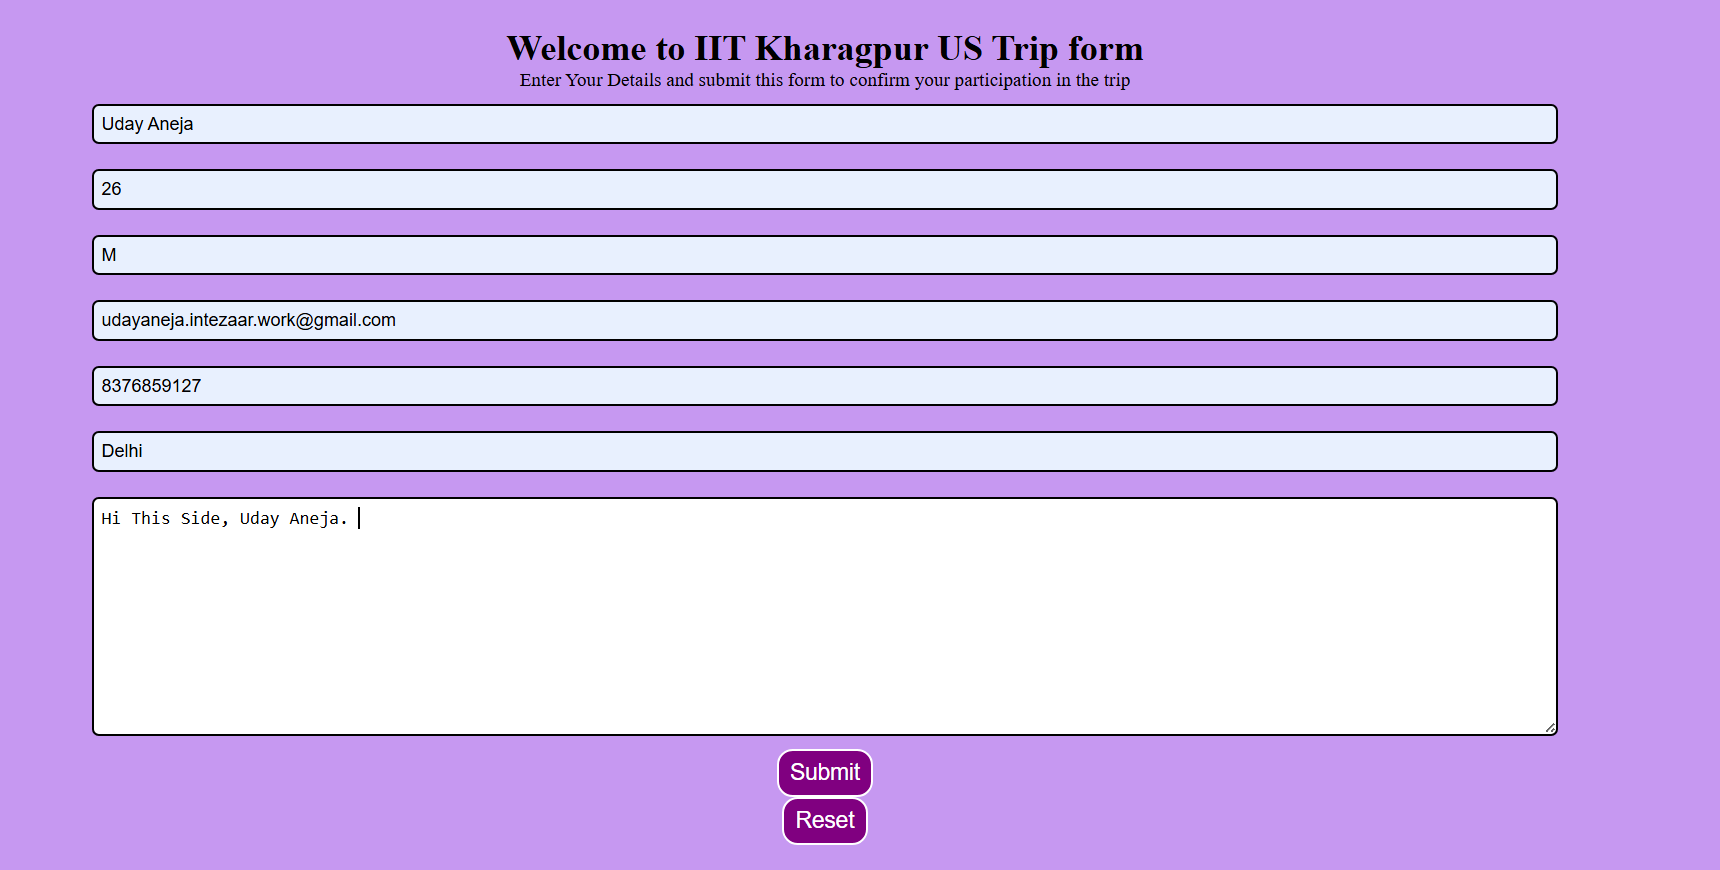 Welcome to IIT Kharagpur US Trip form
Enter Your Details and submit this form to confirm your participation in the trip
Uday Aneja
26
M
udayaneja.intezaar.work@gmail.com
8376859127
Delhi
Hi This Side, Uday Aneja.
Submit
Reset